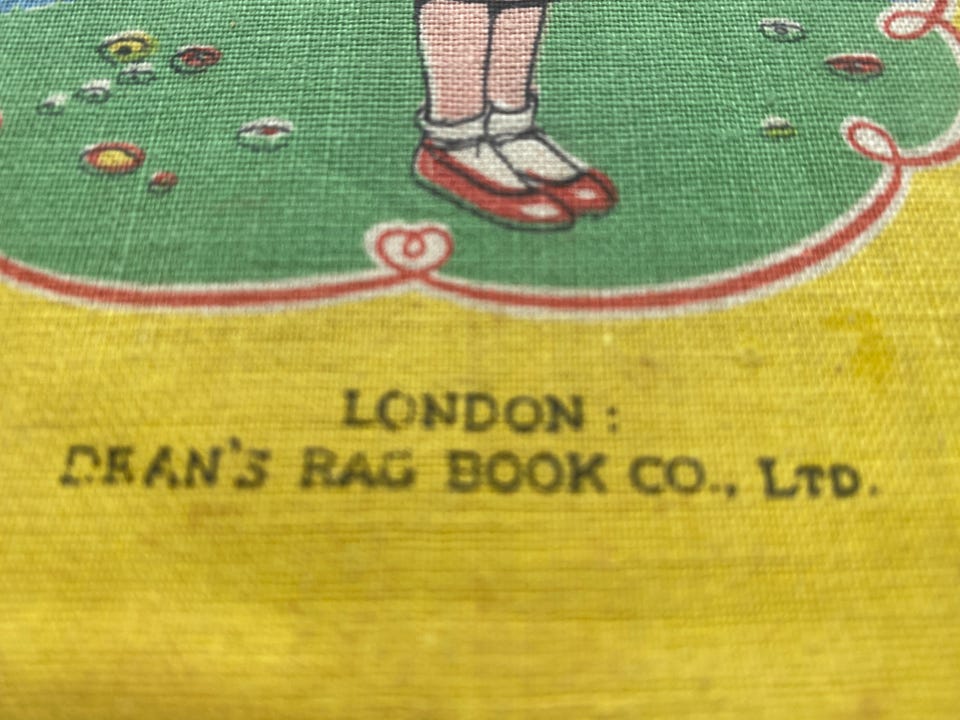 LONDON :
DEAN'S RAG BOOK CO., LTD.